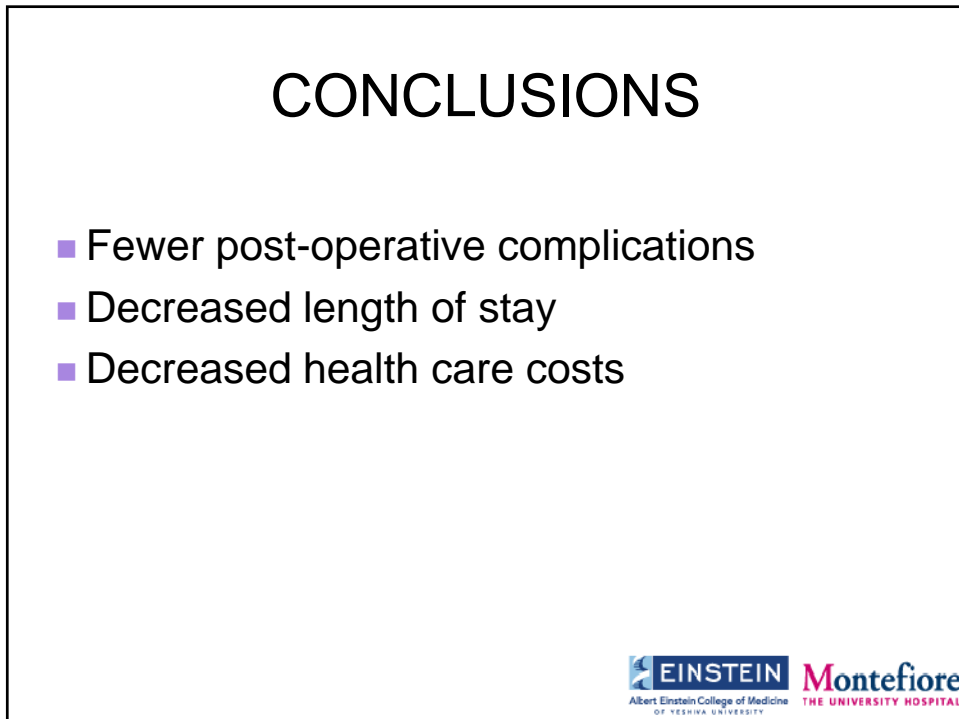 CONCLUSIONS
Fewer post-operative complications
Decreased length of stay
Decreased health care costs
EINSTEIN
Albert Einstein College of Medicine
OF YESHIVA UNIVERSITY
Montefiore
THE UNIVERSITY HOSPITAL